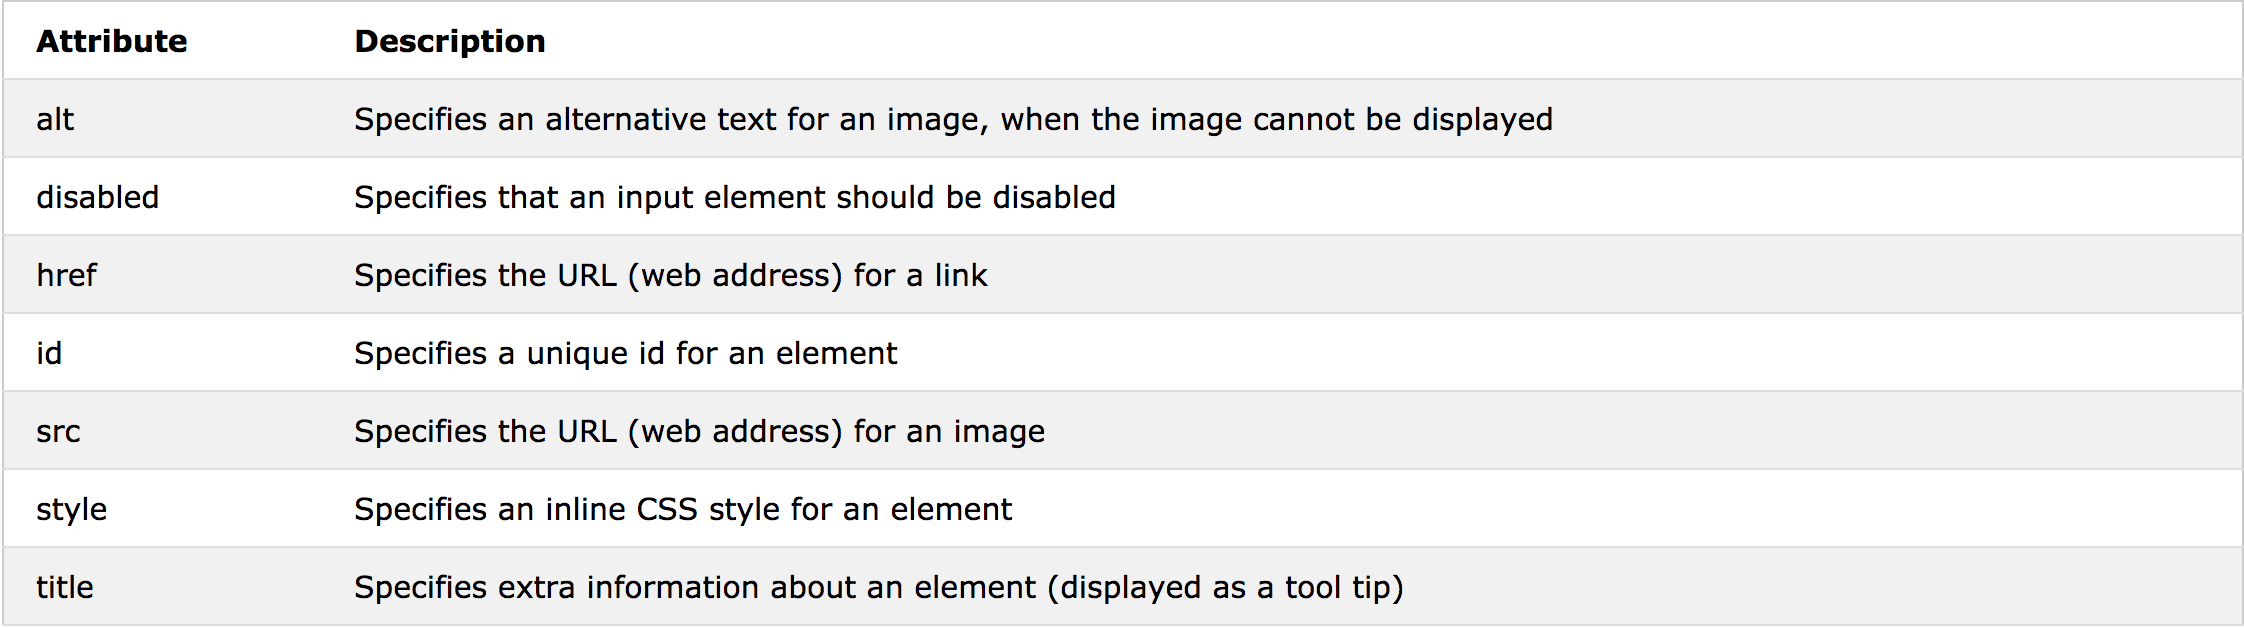 Attribute Description
alt Specifies an alternative text for an image, when the image cannot be displayed
disabled Specifies that an input element should be disabled
href Specifies the URL (web address) for a link
id Specifies a unique id for an element
src Specifies the URL (web address) for an image
style Specifies an inline CSS style for an element
title Specifies extra information about an element (displayed as a tool tip)